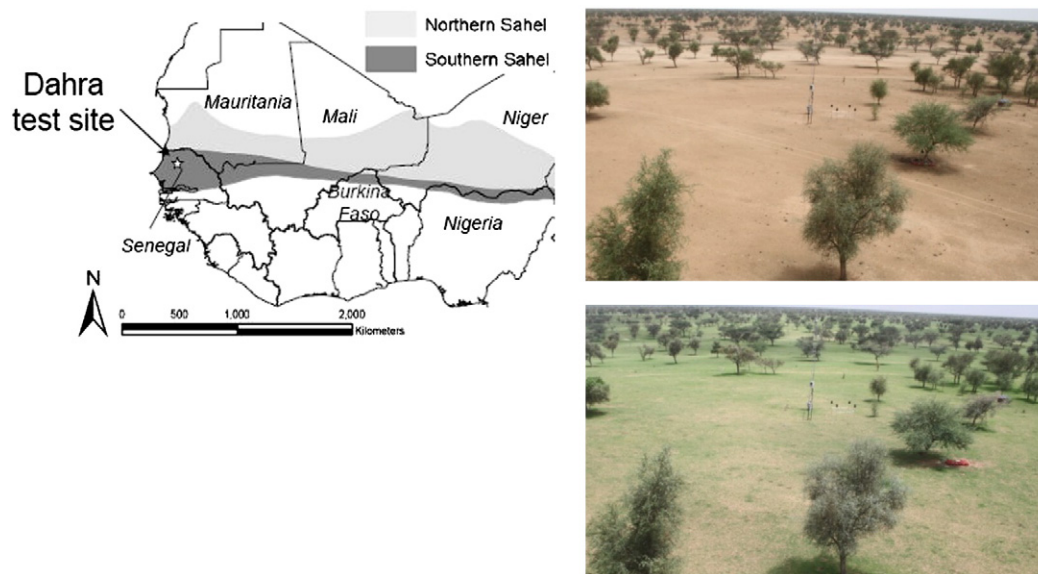 Northern Sahel
Southern Sahel
Dahra
test site
Mauritania
Mali
Niger
Burkina
Faso
Nigeria
Senegal
N
0 500 1,000 2,000
Kilometers